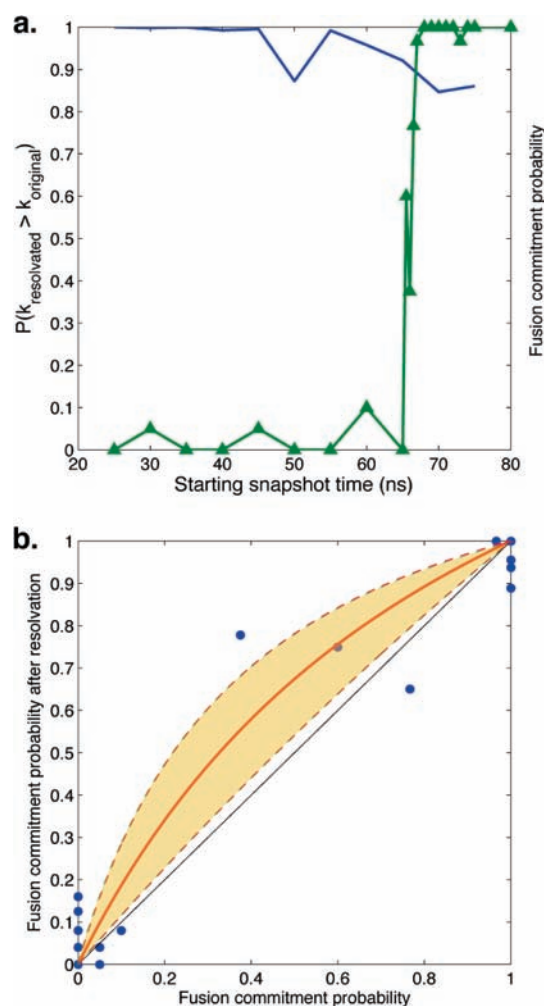 a.
1
0.9
0.8
0.7
0.6
0.5
0.4
0.3
0.2
0.1
0
P(k_resolvated > k_original)
Fusion commitment probability
20 30 40 50 60 70 80
Starting snapshot time (ns)
b.
1
0.9
0.8
0.7
0.6
0.5
0.4
0.3
0.2
0.1
0
Fusion commitment probability after resolvation
0 0.2 0.4 0.6 0.8 1
Fusion commitment probability